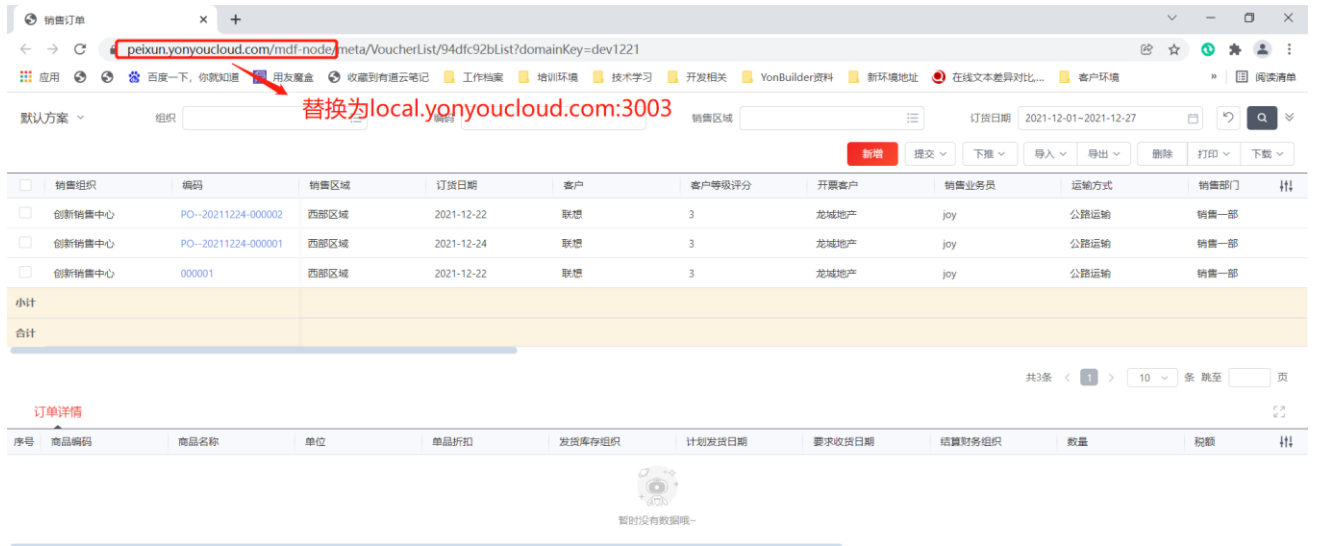 销售订单
peixun.yonyoucloud.com/mdf-node/meta/VoucherList/94dfc92bList?domainKey=dev1221
应用 百度一下，你就知道 用友魔盒 收藏到有道云笔记 工作档案 培训环境 技术学习 开发相关 YonBuilder资料 新环境地址 在线文本差异对比,... 客户环境 » 阅读清单
替换为local.yonyoucloud.com:3003
默认方案 组织 编码 销售区域 订货日期 2021-12-01~2021-12-27
新增 提交 下推 导入 导出 删除 打印 下载
销售组织 编码 销售区域 订货日期 客户 客户等级评分 开票客户 销售业务员 运输方式 销售部门
创新销售中心 PO--20211224-000002 西部区域 2021-12-22 联想 3 龙城地产 joy 公路运输 销售一部
创新销售中心 PO--20211224-000001 西部区域 2021-12-24 联想 3 龙城地产 joy 公路运输 销售一部
创新销售中心 000001 西部区域 2021-12-22 联想 3 龙城地产 joy 公路运输 销售一部
小计
合计
共3条 < 1 > 10 条 跳至 页
订单详情
序号 商品编码 商品名称 单位 单品折扣 发货库存组织 计划发货日期 要求收货日期 结算财务组织 数量 税额
暂时没有数据哦~